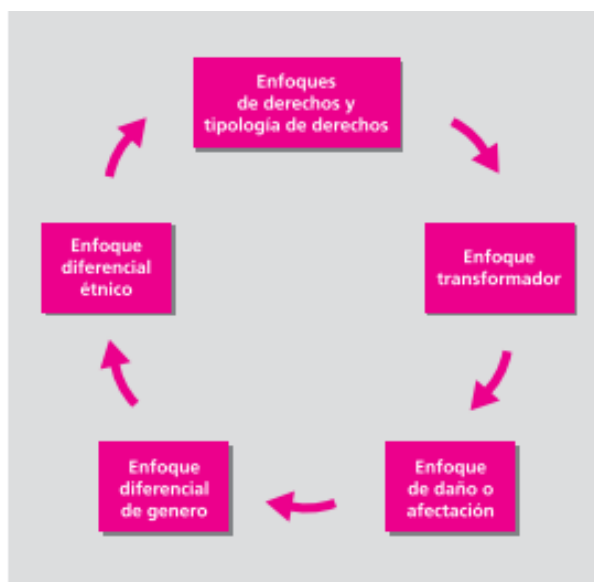 Enfoques
de derechos y
tipología de derechos
Enfoque
transformador
Enfoque
de daño o
afectación
Enfoque
diferencial
de genero
Enfoque
diferencial
étnico